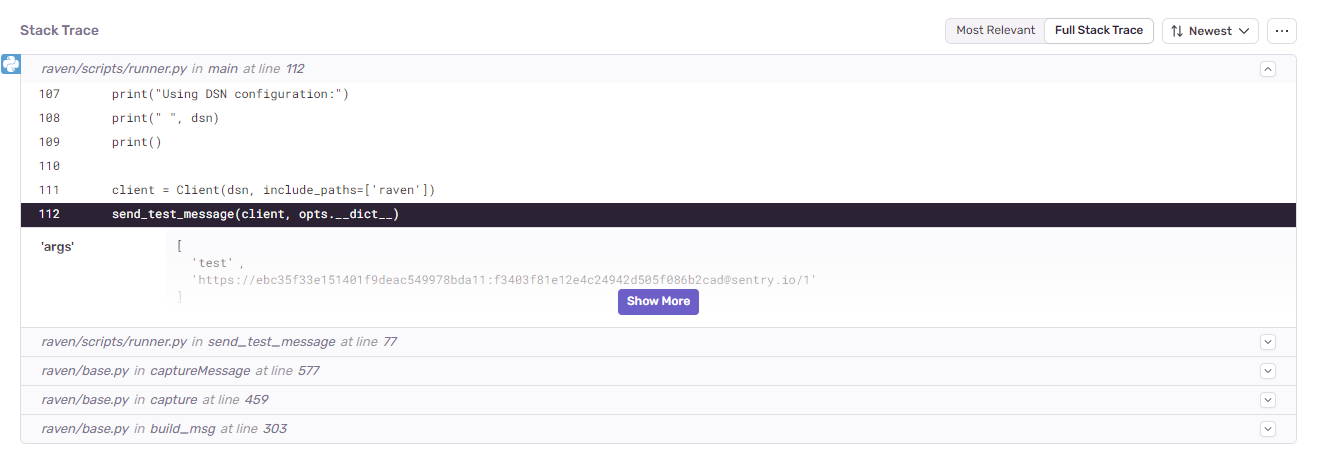 Stack Trace
Most Relevant Full Stack Trace Newest ...
raven/scripts/runner.py in main at line 112
107 print("Using DSN configuration:")
108 print(" ", dsn)
109 print()
110
111 client = Client(dsn, include_paths=['raven'])
112 send_test_message(client, opts.__dict__)
'args' [
'test',
'https://ebc35f33e151401f9deac549978bda11:f3403f81e12e4c24942d505f086b2cad@sentry.io/1'
]
Show More
raven/scripts/runner.py in send_test_message at line 77
raven/base.py in captureMessage at line 577
raven/base.py in capture at line 459
raven/base.py in build_msg at line 303